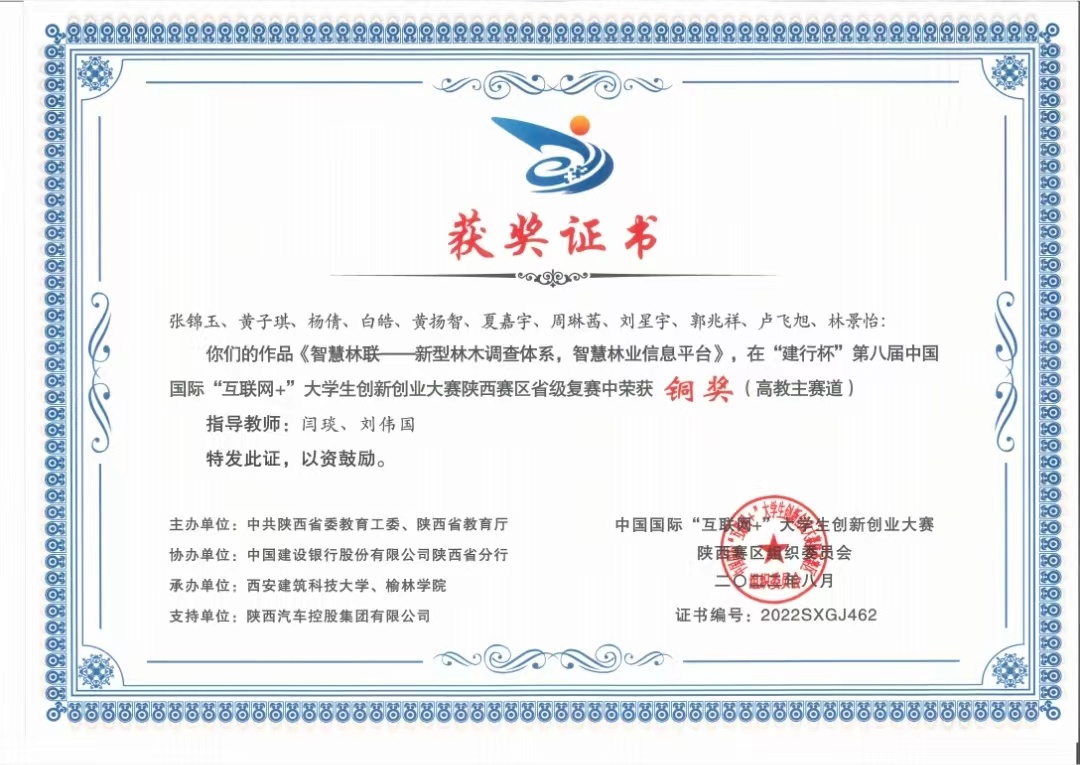 获奖证书
张锦玉、黄子琪、杨倩、白皓、黄扬智、夏嘉宇、周琳茜、刘星宇、郭兆祥、卢飞旭、林景怡：
你们的作品《智慧林联——新型林木调查体系，智慧林业信息平台》，在“建行杯”第八届中国
国际“互联网+”大学生创新创业大赛陕西赛区省级复赛中荣获 铜奖（高教主赛道）
指导教师：闫琰、刘伟国
特发此证，以资鼓励。
主办单位：中共陕西省委教育工委、陕西省教育厅
协办单位：中国建设银行股份有限公司陕西省分行
承办单位：西安建筑科技大学、榆林学院
支持单位：陕西汽车控股集团有限公司
中国国际“互联网+”大学生创新创业大赛
陕西赛区组织委员会
二〇二二年八月
证书编号：2022SXGJ462
组织委员会